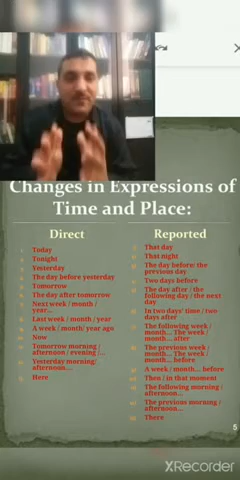 Changes in Expressions of
Time and Place:
Direct
Today
Tonight
Yesterday
The day before yesterday
Tomorrow
The day after tomorrow
Next week / month /
year...
Last week / month / year
A week / month/ year ago
Now
Tomorrow morning /
afternoon / evening /...
Yesterday morning/
afternoon....
Here
Reported
That day
That night
The day before: the
previous day
Two days before
The day after / the
following day / the next
day
In two days' time / two
days after
The following week /
month... The week /
month... after
The previous week /
month... The week /
month... before
A week / month... before
Then / in that moment
The following morning /
afternoon...
The previous morning /
afternoon...
There
5
XRecorder